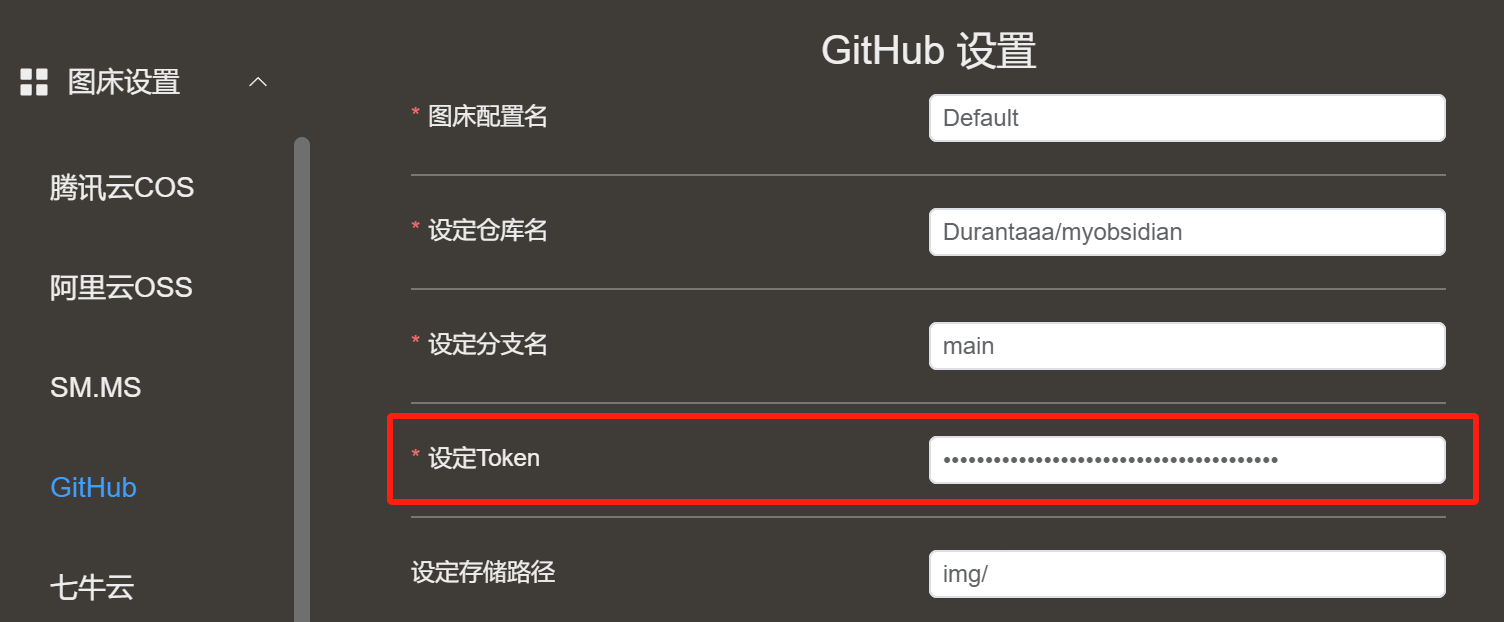 GitHub 设置
图床设置
* 图床配置名
Default
腾讯云COS
* 设定仓库名
Durantaaa/myobsidian
阿里云OSS
* 设定分支名
main
SM.MS
* 设定Token
••••••••••••••••••••••••••••••••••••••••
GitHub
设定存储路径
img/
七牛云